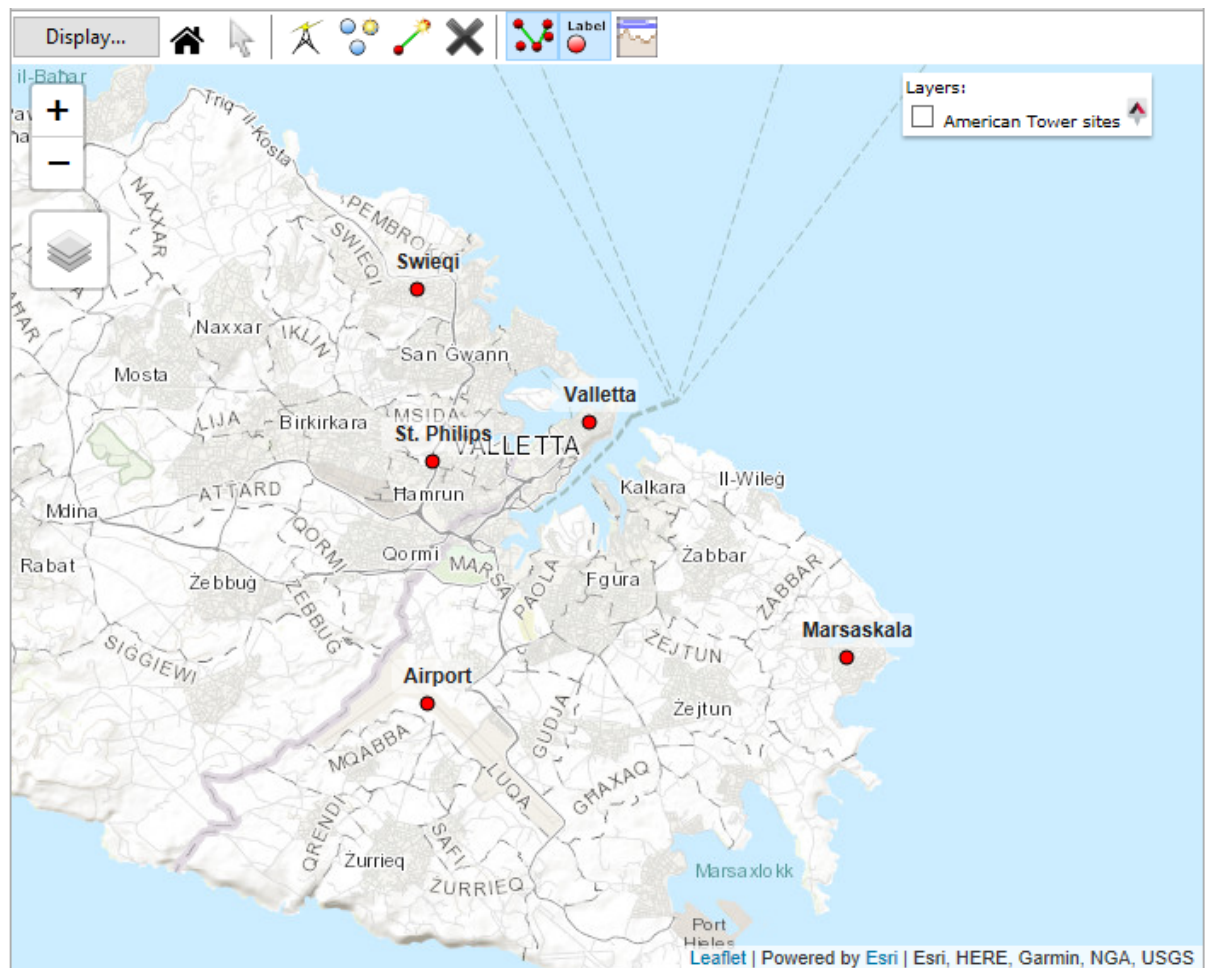 Display...
Label
il-Baħar
+
−
Layers:
American Tower sites
Triq il-Kosta
NAXXAR
PEMBRO
SWIEQI
Swieqi
Naxxar
IKLIN
San Ġwann
Mosta
Valletta
LIJA
Birkirkara
MSIDA
St. Philips
VALLETTA
ATTARD
Ħamrun
Kalkara
Il-Wileġ
Mdina
QORMI
Qormi
MARSA
Żabbar
Rabat
Żebbuġ
ŻEBBUĠ
PAOLA
Fgura
ŻABBAR
SIĠĠIEWI
ŻEJTUN
Marsaskala
Airport
Żejtun
GUDJA
MQABBA
LUQA
GĦAXAQ
QRENDI
SAFI
Żurrieq
ŻURRIEQ
Marsaxlokk
Port
Hieles
Leaflet | Powered by Esri | Esri, HERE, Garmin, NGA, USGS